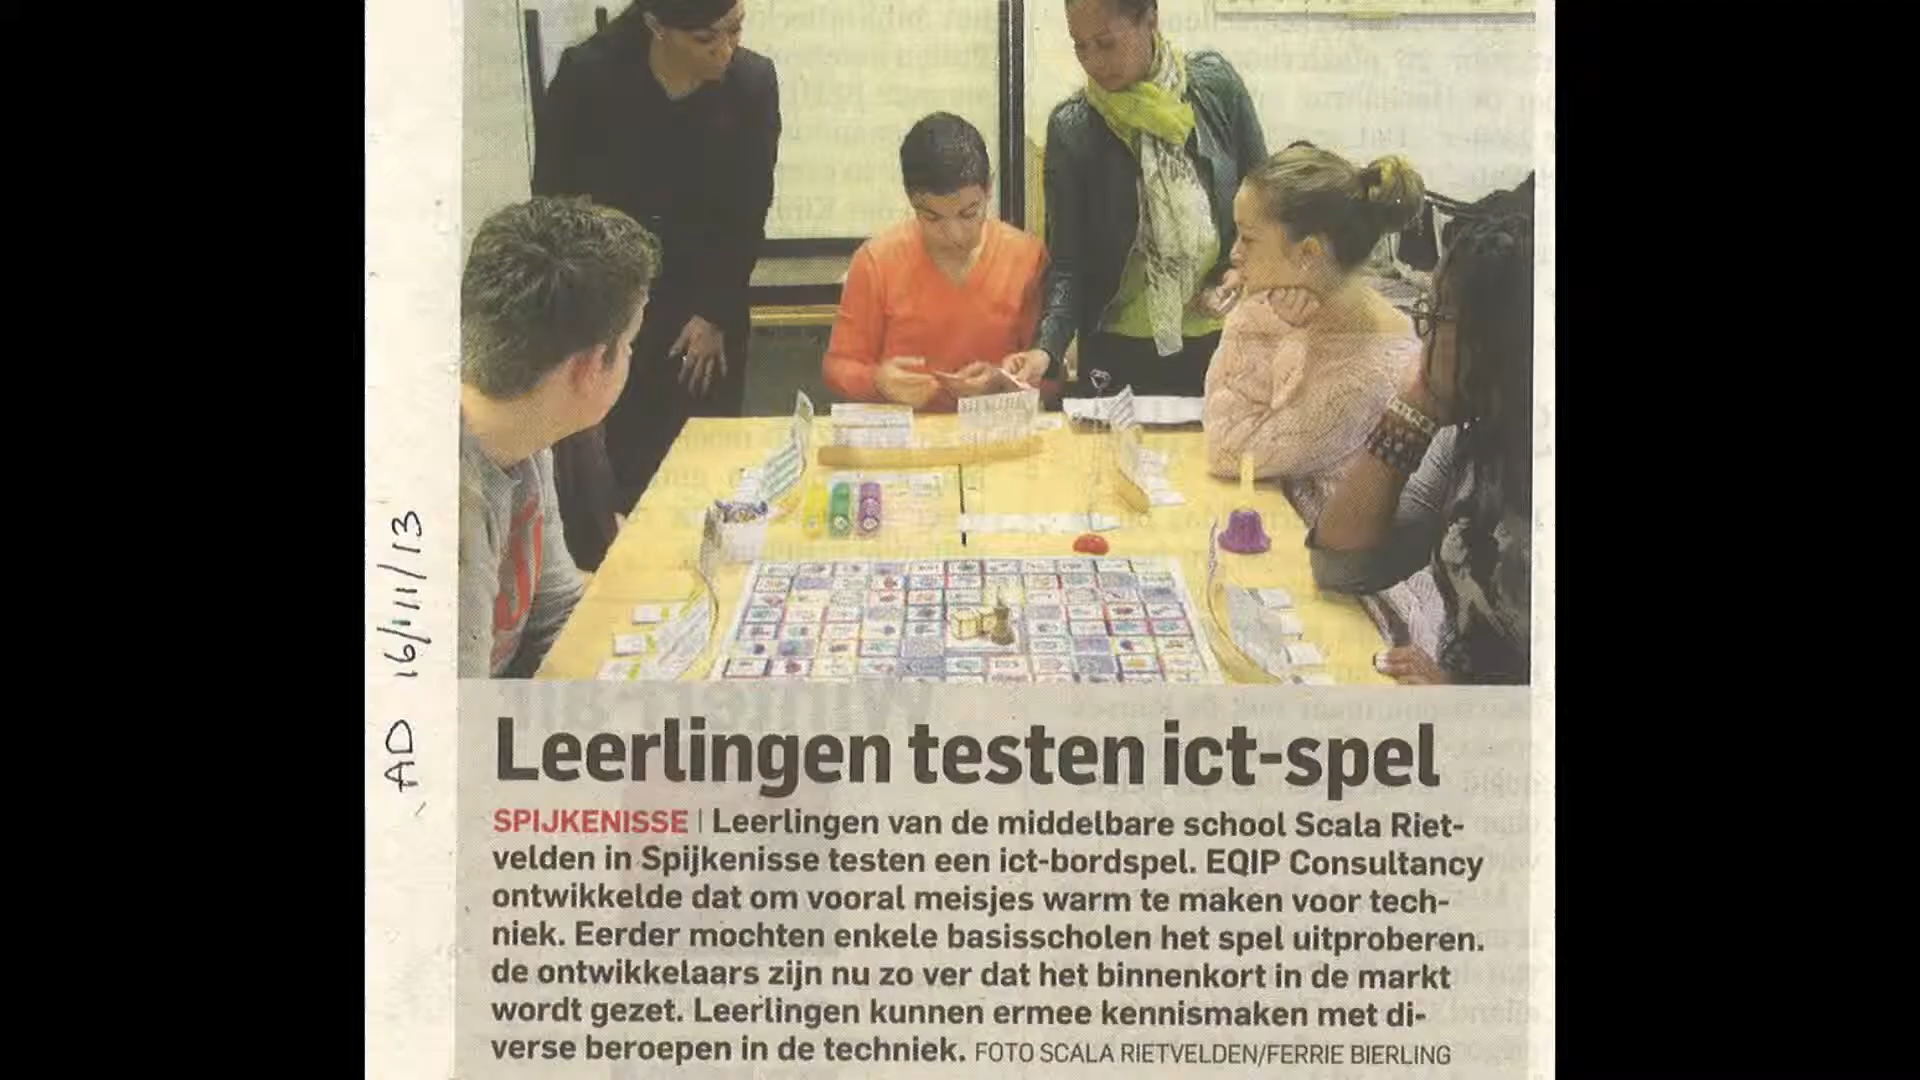 AD 16/11/13
Leerlingen testen ict-spel
SPIJKENISSE | Leerlingen van de middelbare school Scala Riet-
velden in Spijkenisse testen een ict-bordspel. EQIP Consultancy
ontwikkelde dat om vooral meisjes warm te maken voor tech-
niek. Eerder mochten enkele basisscholen het spel uitproberen.
de ontwikkelaars zijn nu zo ver dat het binnenkort in de markt
wordt gezet. Leerlingen kunnen ermee kennismaken met di-
verse beroepen in de techniek. FOTO SCALA RIETVELDEN/FERRIE BIERLING